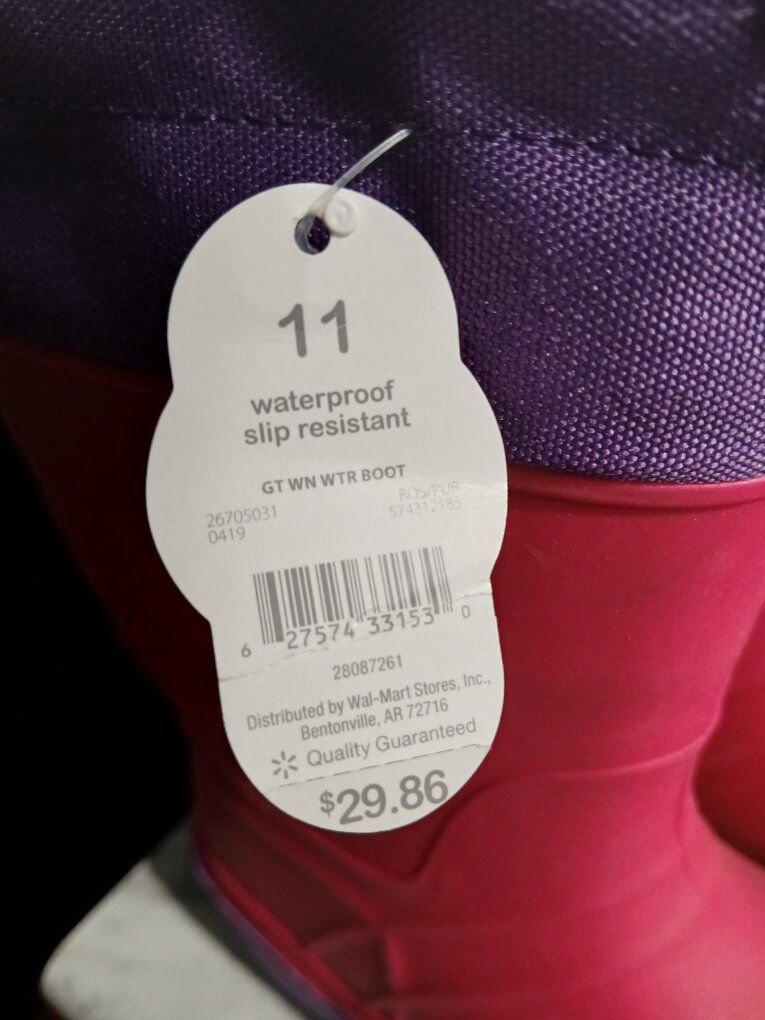 11
waterproof
slip resistant
GT WN WTR BOOT
26705031 ROS/PUR
0419 574312185
6 27574 33153 0
28087261
Distributed by Wal-Mart Stores, Inc.,
Bentonville, AR 72716
Quality Guaranteed
$29.86